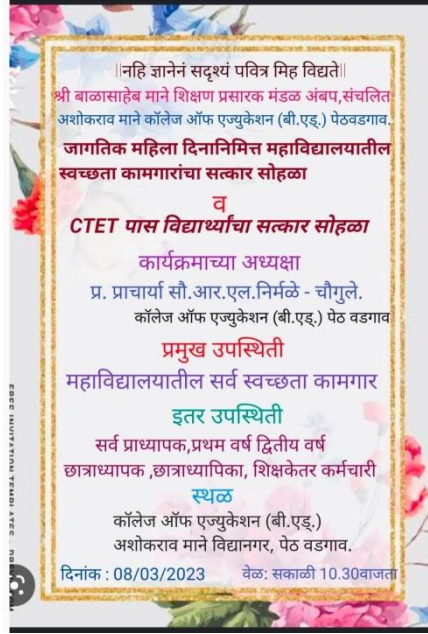 ॥नहि ज्ञानेनं सदृश्यं पवित्र मिह विद्यते॥
श्री बाळासाहेब माने शिक्षण प्रसारक मंडळ अंबप,संचलित
अशोकराव माने कॉलेज ऑफ एज्युकेशन (बी.एड्.) पेठवडगाव.
जागतिक महिला दिनानिमित्त महाविद्यालयातील
स्वच्छता कामगारांचा सत्कार सोहळा
व
CTET पास विद्यार्थ्यांचा सत्कार सोहळा
कार्यक्रमाच्या अध्यक्षा
प्र. प्राचार्या सौ.आर.एल.निर्मळे - चौगुले.
कॉलेज ऑफ एज्युकेशन (बी.एड्.) पेठ वडगाव
प्रमुख उपस्थिती
महाविद्यालयातील सर्व स्वच्छता कामगार
इतर उपस्थिती
सर्व प्राध्यापक,प्रथम वर्ष द्वितीय वर्ष
छात्राध्यापक ,छात्राध्यापिका, शिक्षकेतर कर्मचारी
स्थळ
कॉलेज ऑफ एज्युकेशन (बी.एड्.)
अशोकराव माने विद्यानगर, पेठ वडगाव.
दिनांक : 08/03/2023 वेळ: सकाळी 10.30वाजता
FREE INVITATION TEMPLATES